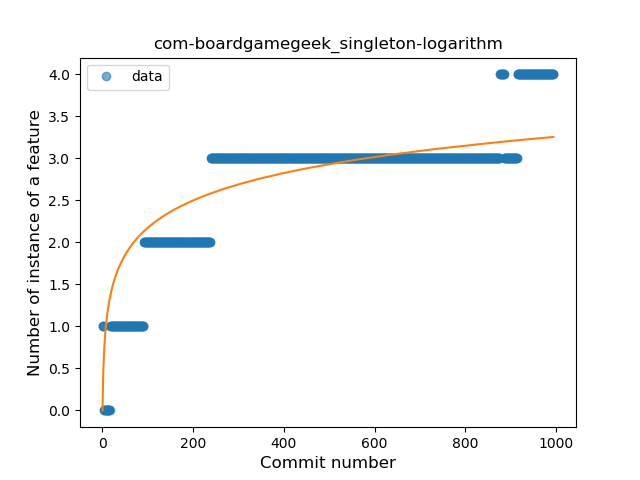 com-boardgamegeek_singleton-logarithm
data
Number of instance of a feature
4.0
3.5
3.0
2.5
2.0
1.5
1.0
0.5
0.0
0 200 400 600 800 1000
Commit number